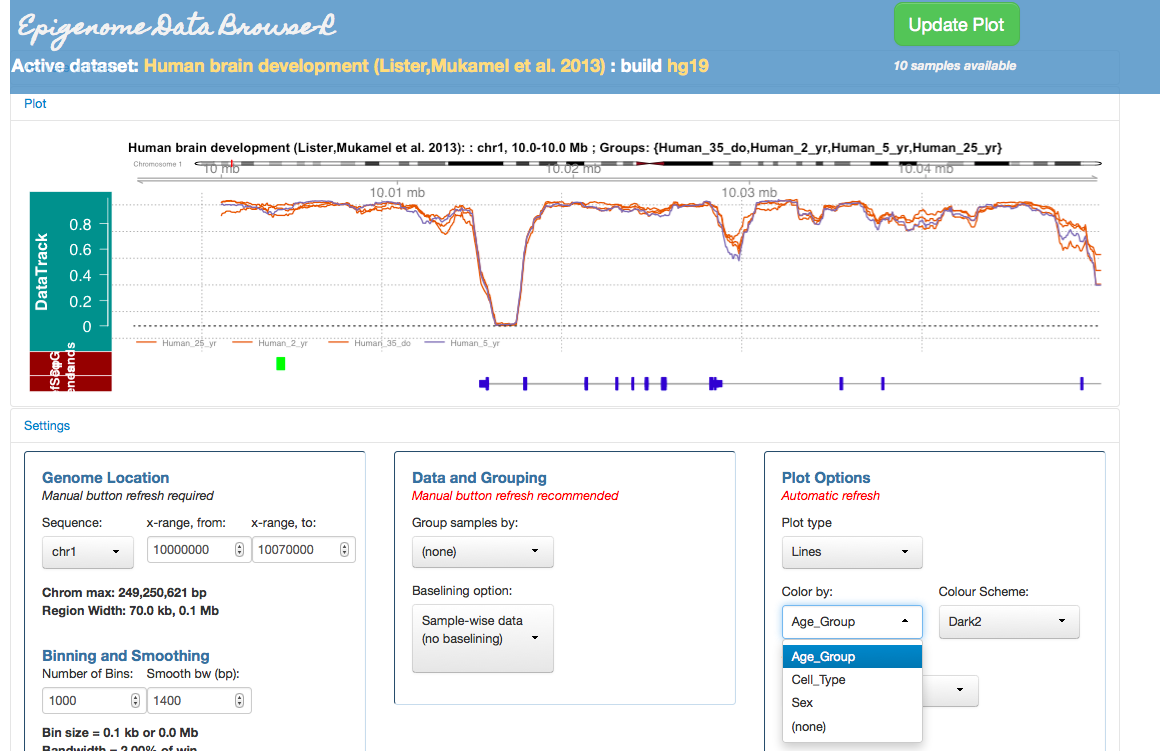 Epigenome Data Browser
Update Plot
Active dataset: Human brain development (Lister,Mukamel et al. 2013) : build hg19
10 samples available
Plot
Human brain development (Lister,Mukamel et al. 2013): : chr1, 10.0-10.0 Mb ; Groups: {Human_35_do,Human_2_yr,Human_5_yr,Human_25_yr}
Chromosome 1
10 mb 10.02 mb 10.04 mb
10.01 mb 10.03 mb
DataTrack
0.8
0.6
0.4
0.2
0
Human_25_yr Human_2_yr Human_35_do Human_5_yr
Settings
Genome Location
Manual button refresh required
Sequence: x-range, from: x-range, to:
chr1 10000000 10070000
Chrom max: 249,250,621 bp
Region Width: 70.0 kb, 0.1 Mb
Binning and Smoothing
Number of Bins: Smooth bw (bp):
1000 1400
Bin size = 0.1 kb or 0.0 Mb
Bandwidth = 2.00% of win
Data and Grouping
Manual button refresh recommended
Group samples by:
(none)
Baselining option:
Sample-wise data
(no baselining)
Plot Options
Automatic refresh
Plot type
Lines
Color by: Colour Scheme:
Age_Group Dark2
Age_Group
Cell_Type
Sex
(none)